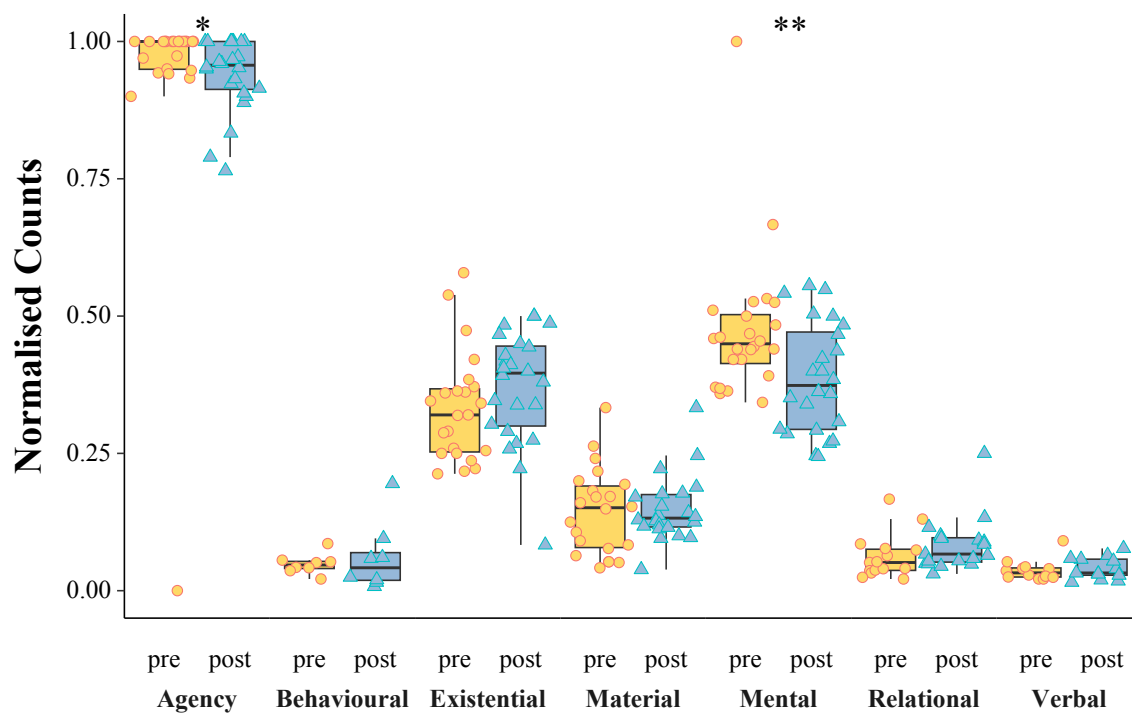 * **
1.00
0.75
0.50
0.25
0.00
Normalised Counts
pre post pre post pre post pre post pre post pre post pre post
Agency Behavioural Existential Material Mental Relational Verbal